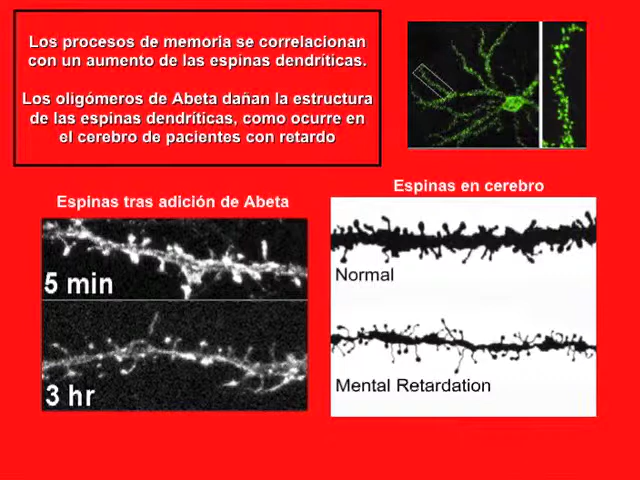 Los procesos de memoria se correlacionan
con un aumento de las espinas dendríticas.
Los oligómeros de Abeta dañan la estructura
de las espinas dendríticas, como ocurre en
el cerebro de pacientes con retardo
Espinas tras adición de Abeta
5 min
3 hr
Espinas en cerebro
Normal
Mental Retardation